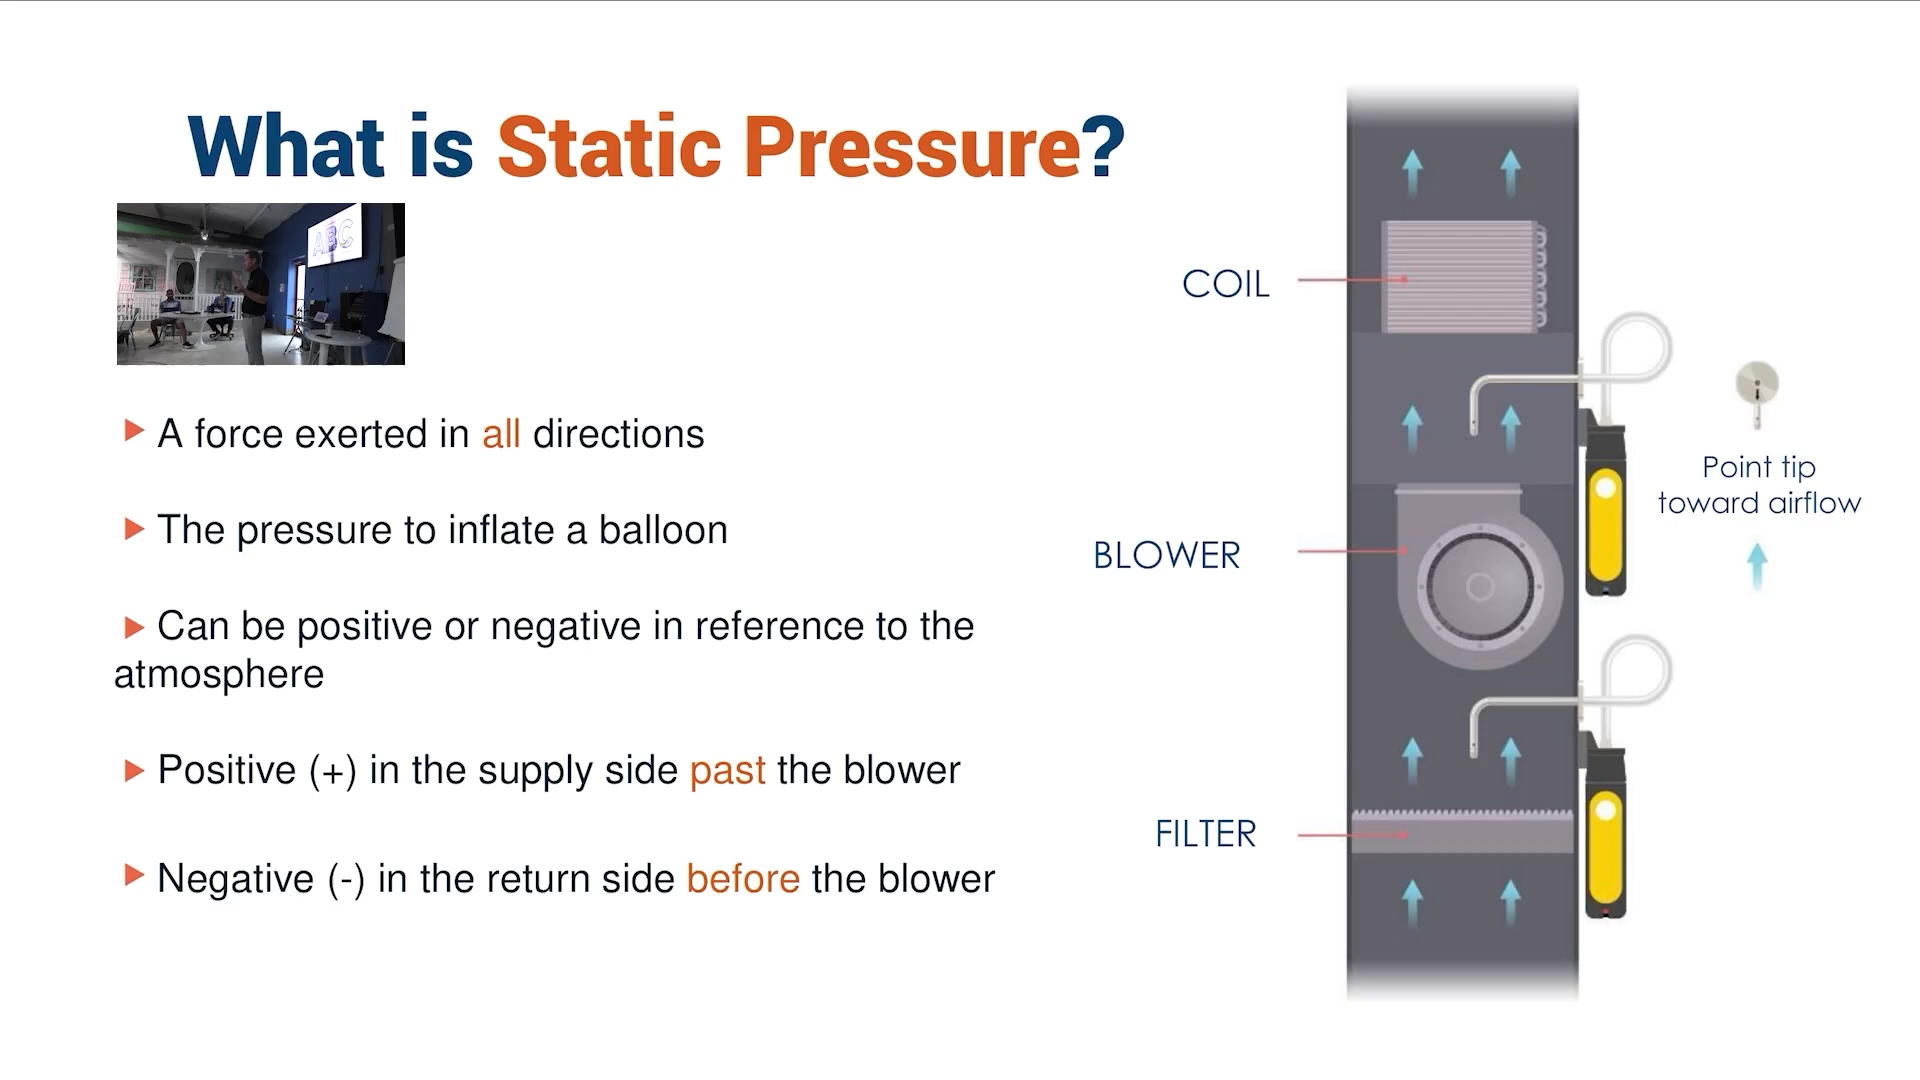 What is Static Pressure?
ABC
A force exerted in all directions
The pressure to inflate a balloon
Can be positive or negative in reference to the
atmosphere
Positive (+) in the supply side past the blower
Negative (-) in the return side before the blower
COIL
BLOWER
FILTER
Point tip
toward airflow